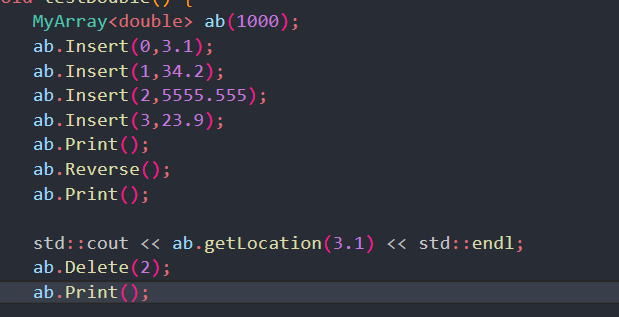 void testDouble() {
MyArray<double> ab(1000);
ab.Insert(0,3.1);
ab.Insert(1,34.2);
ab.Insert(2,5555.555);
ab.Insert(3,23.9);
ab.Print();
ab.Reverse();
ab.Print();
std::cout << ab.getLocation(3.1) << std::endl;
ab.Delete(2);
ab.Print();